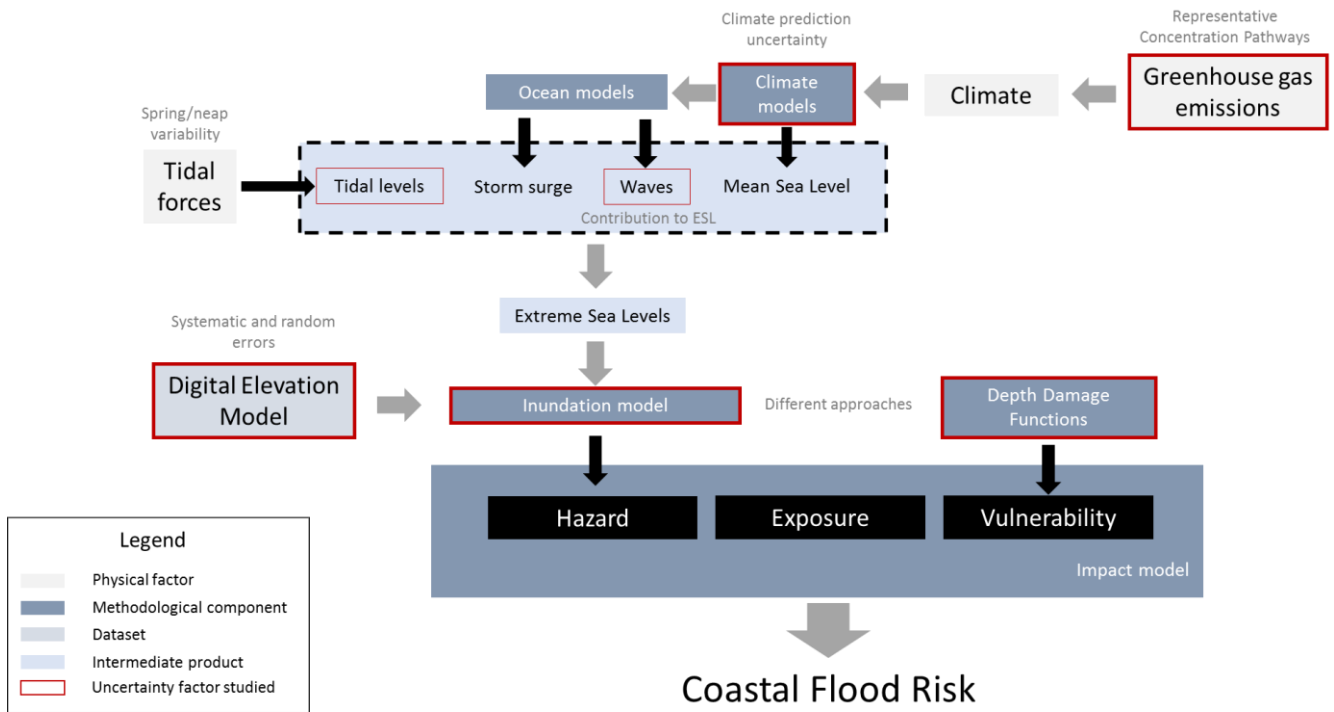 Climate prediction
uncertainty
Representative
Concentration Pathways
Ocean models
Climate
models
Climate
Greenhouse gas
emissions
Spring/neap
variability
Tidal
forces
Tidal levels
Storm surge
Waves
Mean Sea Level
Contribution to ESL
Extreme Sea Levels
Systematic and random
errors
Digital Elevation
Model
Inundation model
Different approaches
Depth Damage
Functions
Hazard
Exposure
Vulnerability
Impact model
Legend
Physical factor
Methodological component
Dataset
Intermediate product
Uncertainty factor studied
Coastal Flood Risk